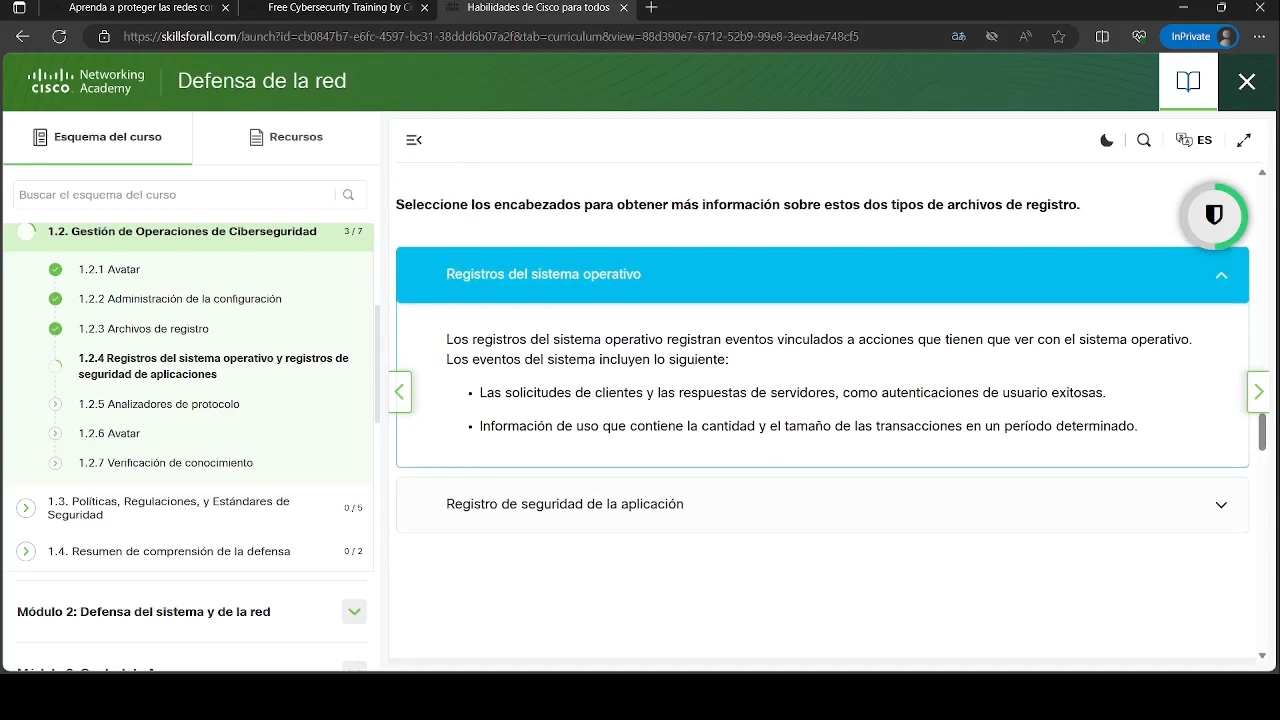 Aprenda a proteger las redes co
Free Cybersecurity Training by Ci
Habilidades de Cisco para todos
https://skillsforall.com/launch?id=cb0847b7-e6fc-4597-bc31-38ddd6b07a2f&tab=curriculum&view=88d390e7-6712-52b9-99e8-3eedae748cf5
InPrivate
CISCO
Networking
Academy
Defensa de la red
Esquema del curso
Recursos
ES
Buscar el esquema del curso
1.2. Gestión de Operaciones de Ciberseguridad 3 / 7
1.2.1 Avatar
1.2.2 Administración de la configuración
1.2.3 Archivos de registro
1.2.4 Registros del sistema operativo y registros de
seguridad de aplicaciones
1.2.5 Analizadores de protocolo
1.2.6 Avatar
1.2.7 Verificación de conocimiento
1.3. Políticas, Regulaciones, y Estándares de
Seguridad 0 / 5
1.4. Resumen de comprensión de la defensa 0 / 2
Módulo 2: Defensa del sistema y de la red
Seleccione los encabezados para obtener más información sobre estos dos tipos de archivos de registro.
Registros del sistema operativo
Los registros del sistema operativo registran eventos vinculados a acciones que tienen que ver con el sistema operativo.
Los eventos del sistema incluyen lo siguiente:
• Las solicitudes de clientes y las respuestas de servidores, como autenticaciones de usuario exitosas.
• Información de uso que contiene la cantidad y el tamaño de las transacciones en un período determinado.
Registro de seguridad de la aplicación